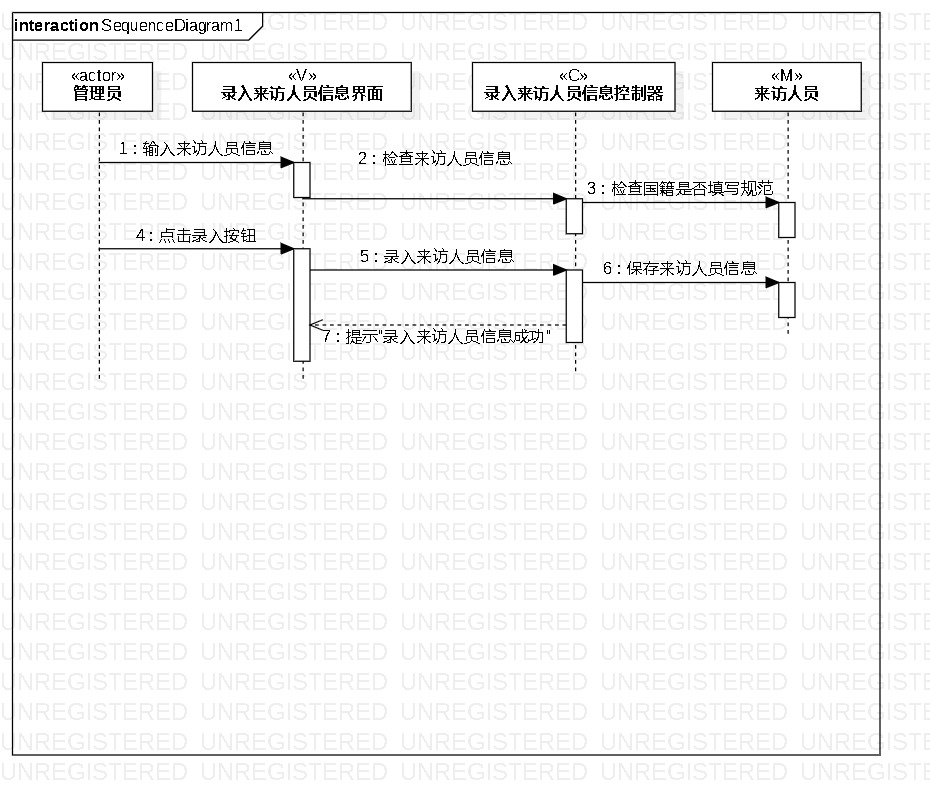 interaction SequenceDiagram1
«actor»
管理员
«V»
录入来访人员信息界面
«C»
录入来访人员信息控制器
«M»
来访人员
1 : 输入来访人员信息
2 : 检查来访人员信息
3 : 检查国籍是否填写规范
4 : 点击录入按钮
5 : 录入来访人员信息
6 : 保存来访人员信息
7 : 提示"录入来访人员信息成功"
UNREGISTERED